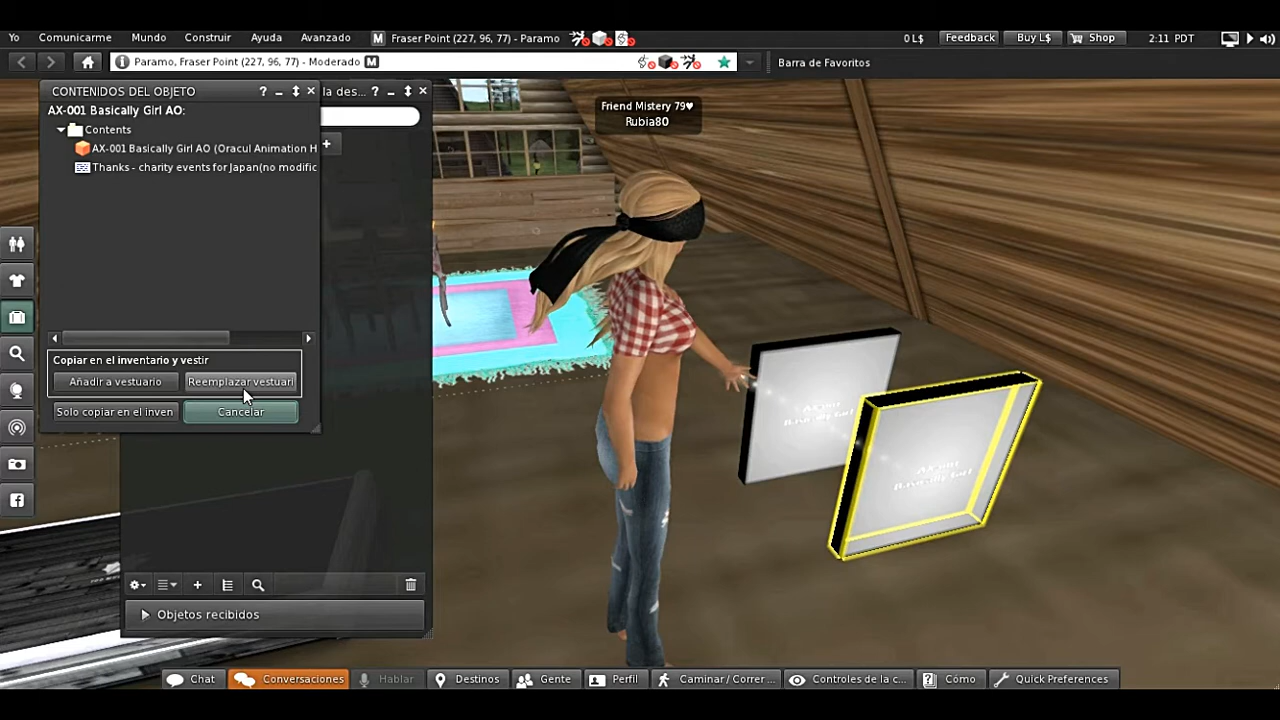 Yo Comunicarme Mundo Construir Ayuda Avanzado M Fraser Point (227, 96, 77) - Paramo 0 L$ Feedback Buy L$ Shop 2:11 PDT
Paramo, Fraser Point (227, 96, 77) - Moderado M Barra de Favoritos
CONTENIDOS DEL OBJETO ? la des... ?
AX-001 Basically Girl AO:
Contents
AX-001 Basically Girl AO (Oracul Animation H
Thanks - charity events for Japan(no modific
Friend Mistery 79♥
Rubia80
Copiar en el inventario y vestir
Añadir a vestuario Reemplazar vestuari
Solo copiar en el inven Cancelar
Objetos recibidos
Chat Conversaciones Hablar Destinos Gente Perfil Caminar / Correr ... Controles de la c... Cómo Quick Preferences